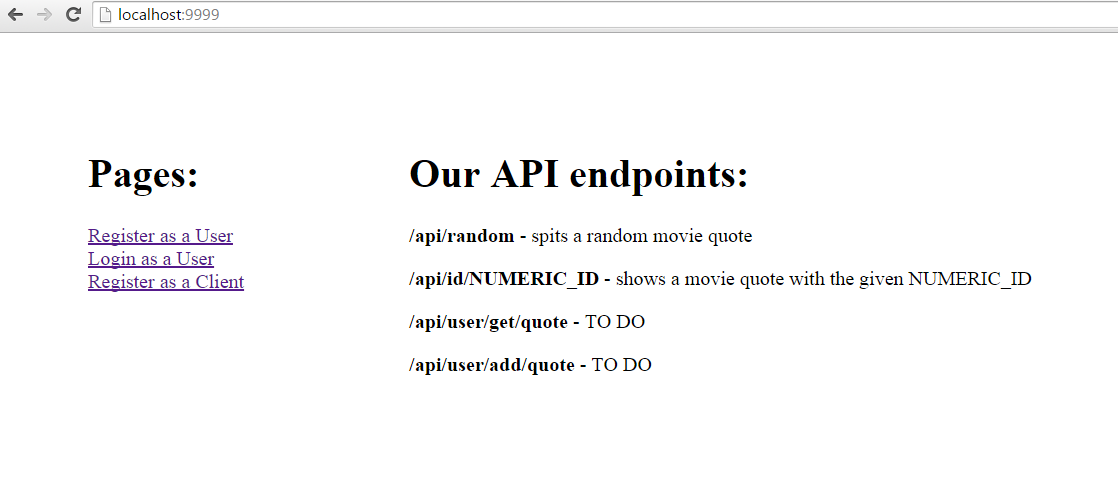 localhost:9999
Pages:
Register as a User
Login as a User
Register as a Client
Our API endpoints:
/api/random - spits a random movie quote
/api/id/NUMERIC_ID - shows a movie quote with the given NUMERIC_ID
/api/user/get/quote - TO DO
/api/user/add/quote - TO DO